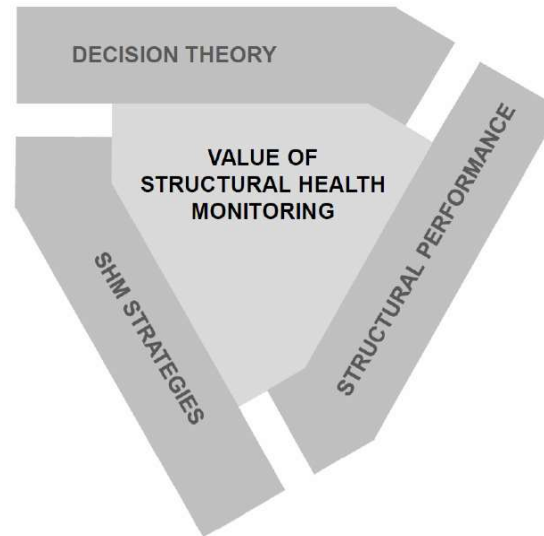 DECISION THEORY
VALUE OF
STRUCTURAL HEALTH
MONITORING
STRUCTURAL PERFORMANCE
SHM STRATEGIES